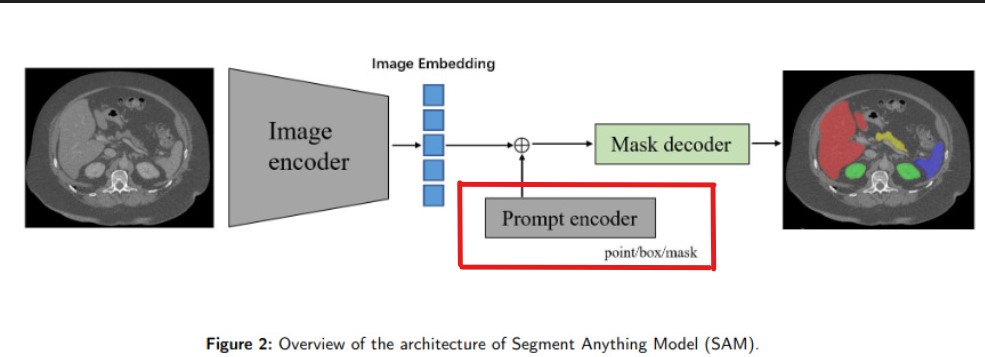 Image Embedding
Image
encoder
Mask decoder
Prompt encoder
point/box/mask
Figure 2: Overview of the architecture of Segment Anything Model (SAM).